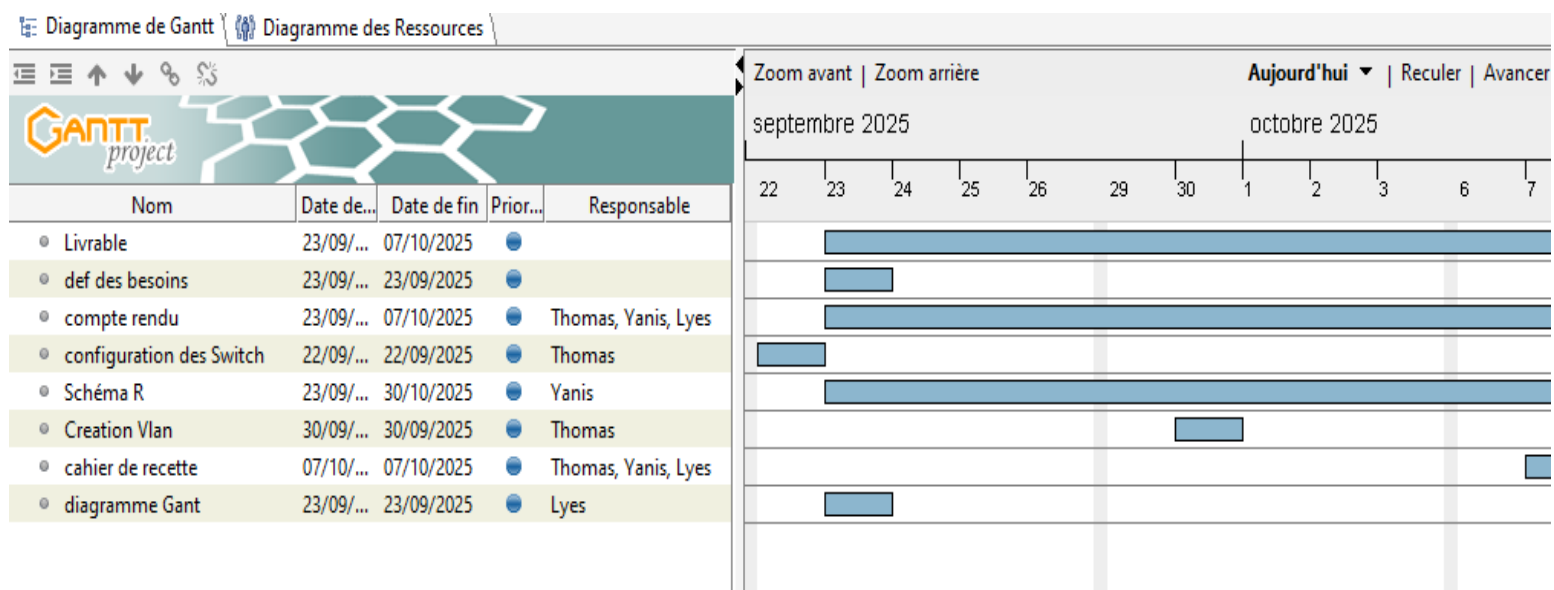 Diagramme de Gantt Diagramme des Ressources
Zoom avant | Zoom arrière Aujourd'hui | Reculer | Avancer
GANTT project
septembre 2025 octobre 2025
22 23 24 25 26 29 30 1 2 3 6 7
Nom Date de... Date de fin Prior... Responsable
Livrable 23/09/... 07/10/2025
def des besoins 23/09/... 23/09/2025
compte rendu 23/09/... 07/10/2025 Thomas, Yanis, Lyes
configuration des Switch 22/09/... 22/09/2025 Thomas
Schéma R 23/09/... 30/10/2025 Yanis
Creation Vlan 30/09/... 30/09/2025 Thomas
cahier de recette 07/10/... 07/10/2025 Thomas, Yanis, Lyes
diagramme Gant 23/09/... 23/09/2025 Lyes